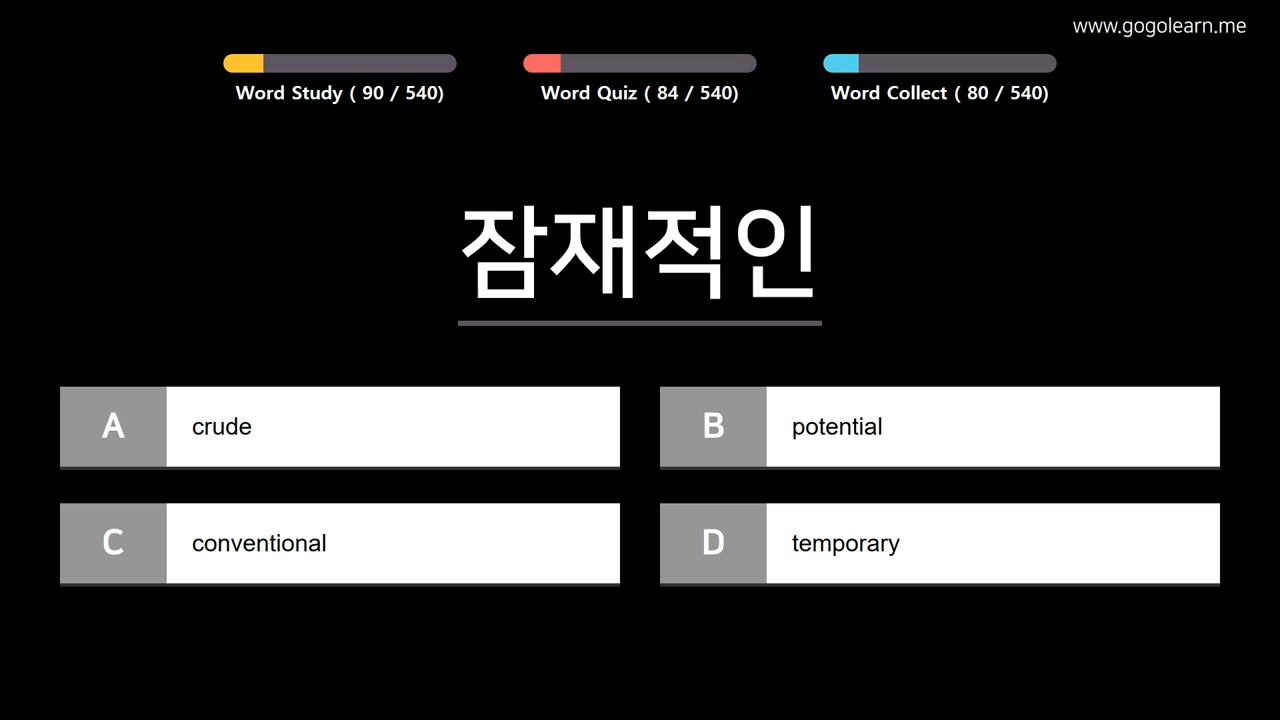 www.gogolearn.me
Word Study ( 90 / 540)
Word Quiz ( 84 / 540)
Word Collect ( 80 / 540)
잠재적인
A crude
B potential
C conventional
D temporary